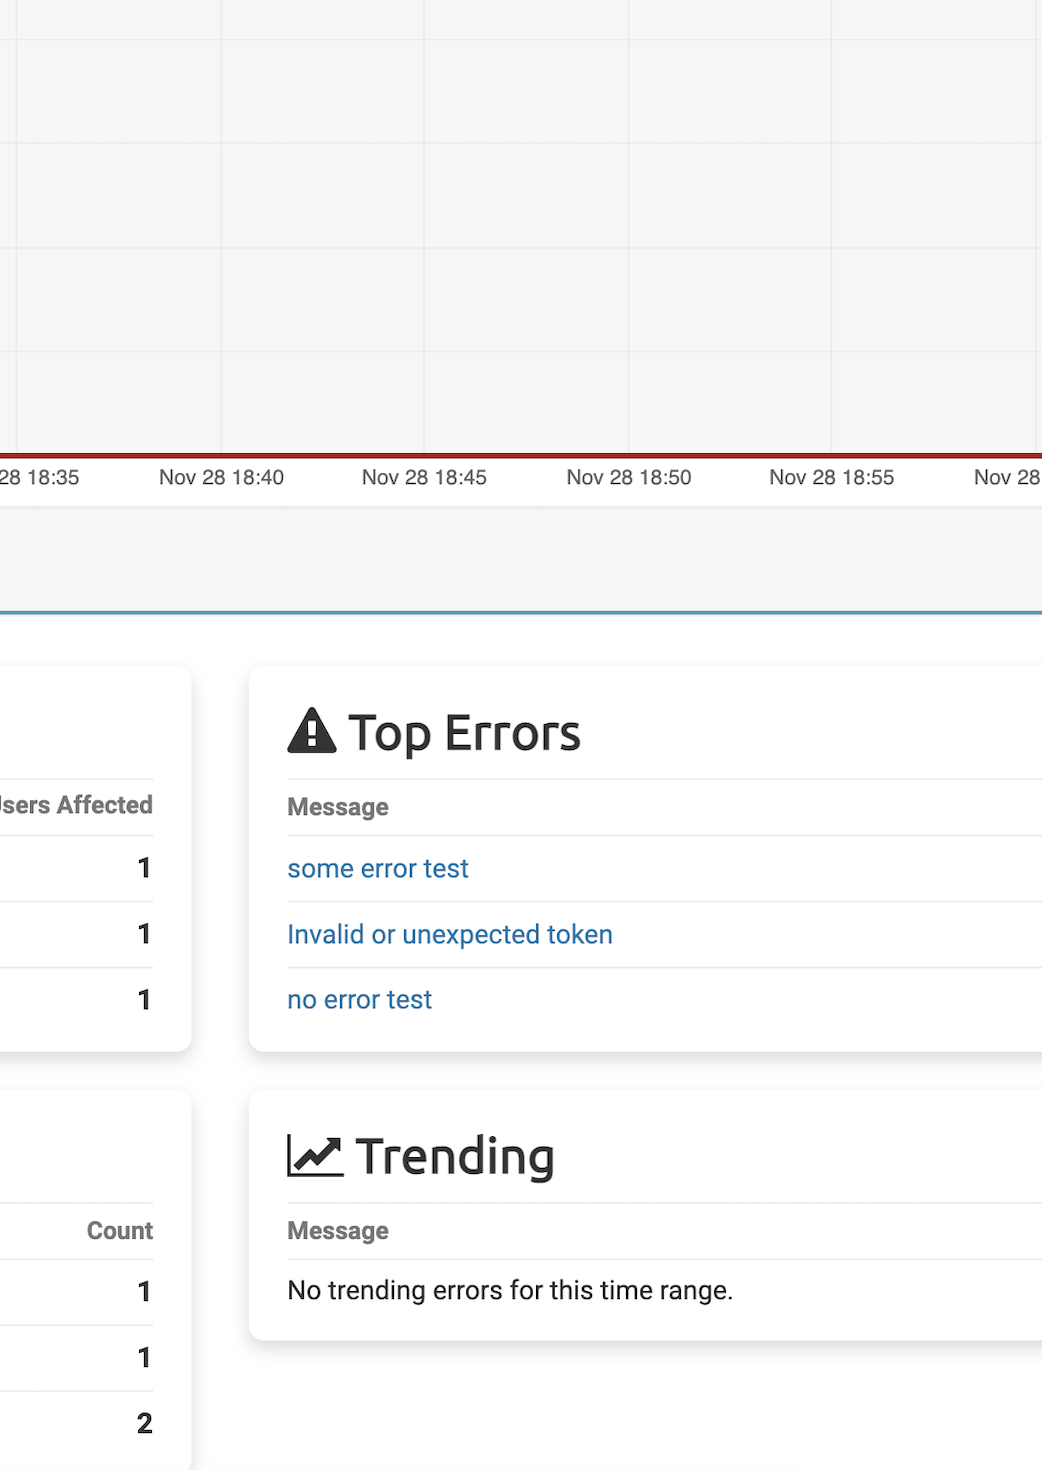 28 18:35 Nov 28 18:40 Nov 28 18:45 Nov 28 18:50 Nov 28 18:55 Nov 28
Users Affected
1
1
1
Top Errors
Message
some error test
Invalid or unexpected token
no error test
Count
1
1
2
Trending
Message
No trending errors for this time range.